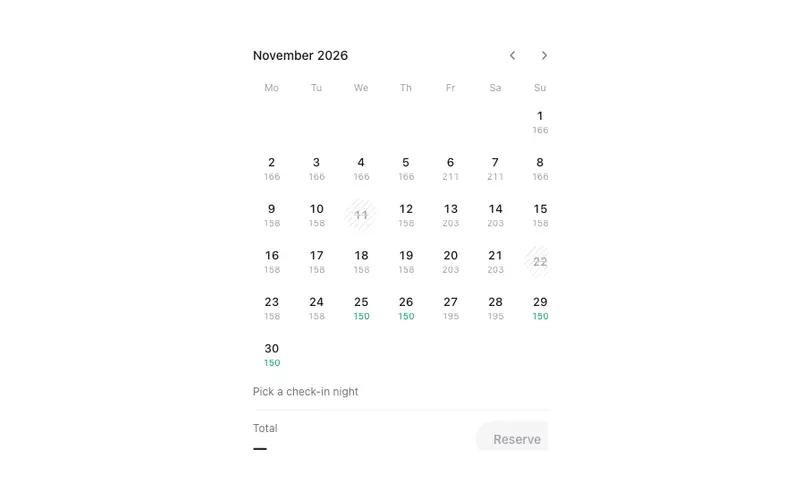 November 2026
Mo Tu We Th Fr Sa Su
1
166
2 3 4 5 6 7 8
166 166 166 166 211 211 166
9 10 11 12 13 14 15
158 158 158 203 203 158
16 17 18 19 20 21 22
158 158 158 158 203 203
23 24 25 26 27 28 29
158 158 150 150 195 195 150
30
150
Pick a check-in night
Total
Reserve